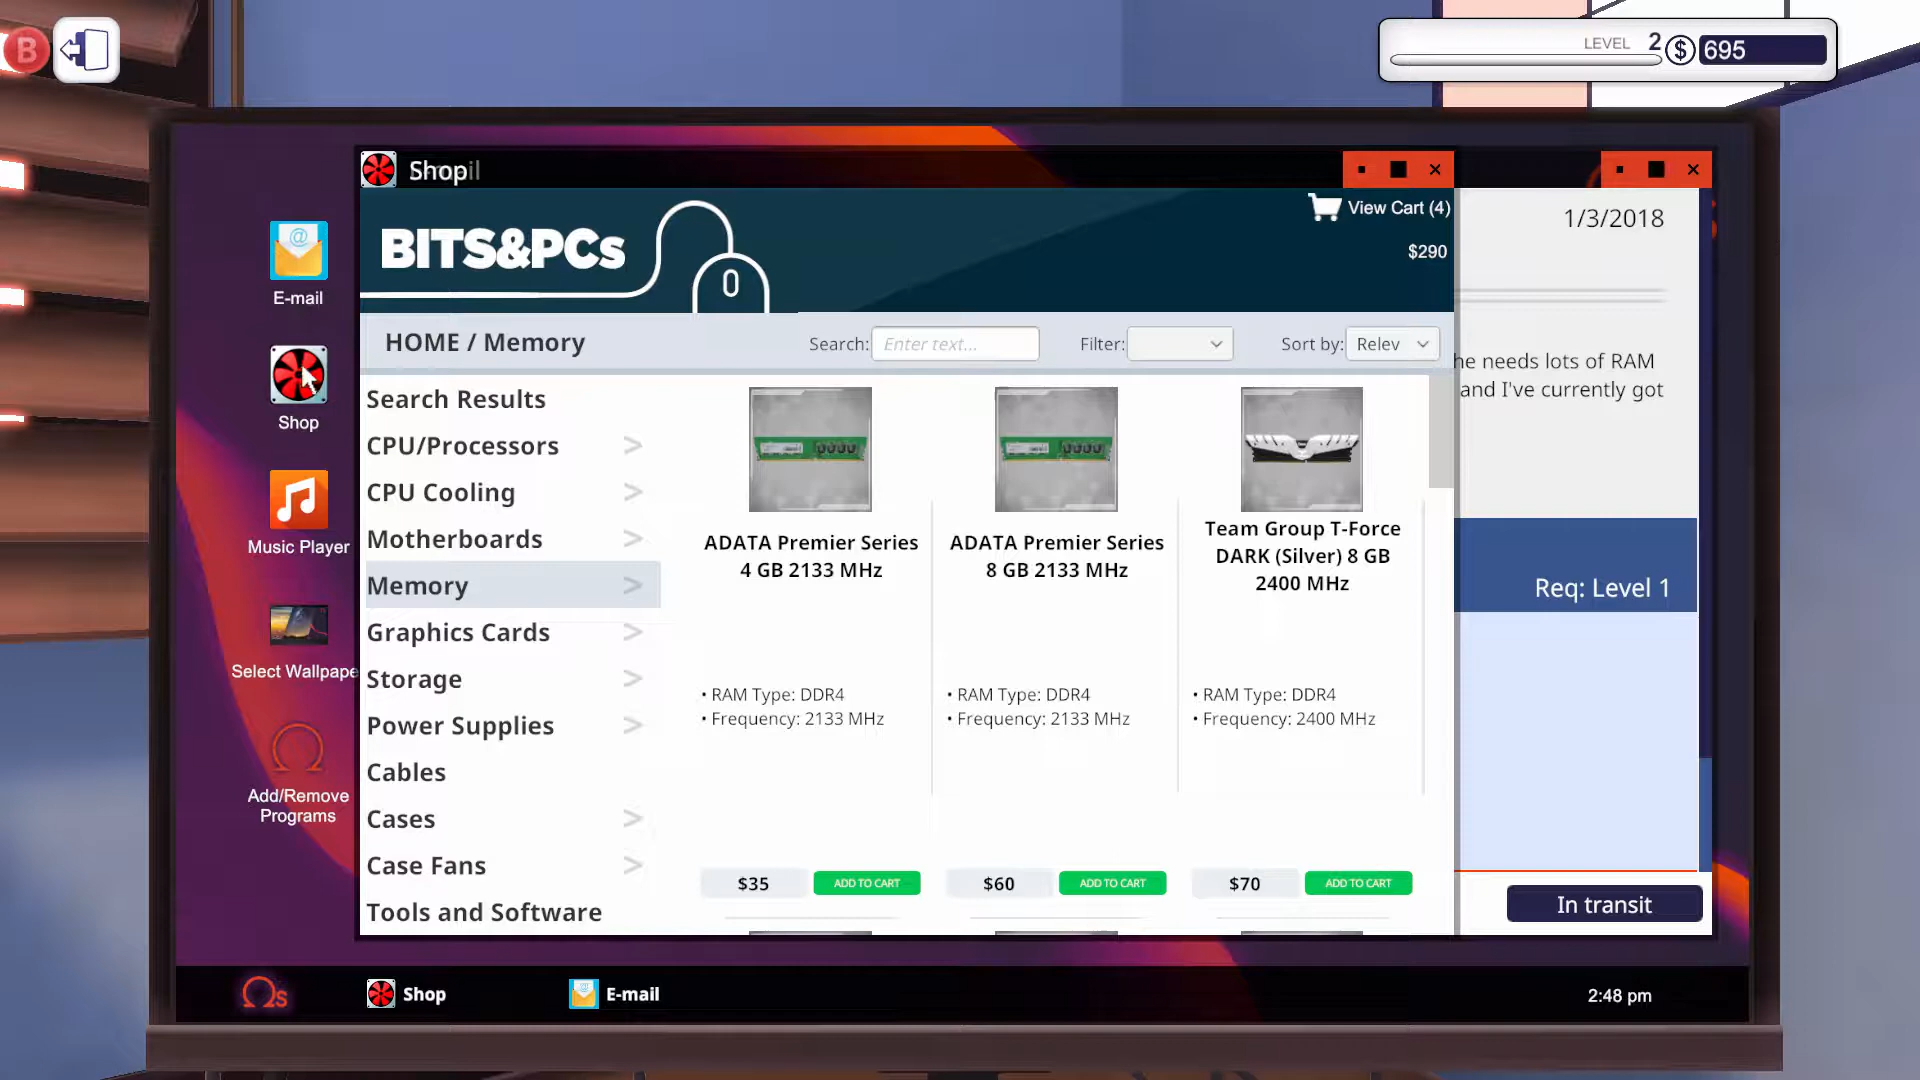 B
LEVEL 2 $ 695
Shop
View Cart (4)
$290
BITS&PCs
1/3/2018
E-mail
HOME / Memory
Search: Enter text...
Filter:
Sort by: Relev
he needs lots of RAM
and I've currently got
Shop
Search Results
CPU/Processors >
CPU Cooling >
Motherboards >
Memory >
Graphics Cards >
Storage >
Power Supplies >
Cables
Cases >
Case Fans >
Tools and Software
ADATA Premier Series
4 GB 2133 MHz
• RAM Type: DDR4
• Frequency: 2133 MHz
$35 ADD TO CART
ADATA Premier Series
8 GB 2133 MHz
• RAM Type: DDR4
• Frequency: 2133 MHz
$60 ADD TO CART
Team Group T-Force
DARK (Silver) 8 GB
2400 MHz
• RAM Type: DDR4
• Frequency: 2400 MHz
$70 ADD TO CART
Music Player
Req: Level 1
Select Wallpape
Add/Remove
Programs
In transit
Ωs
Shop
E-mail
2:48 pm